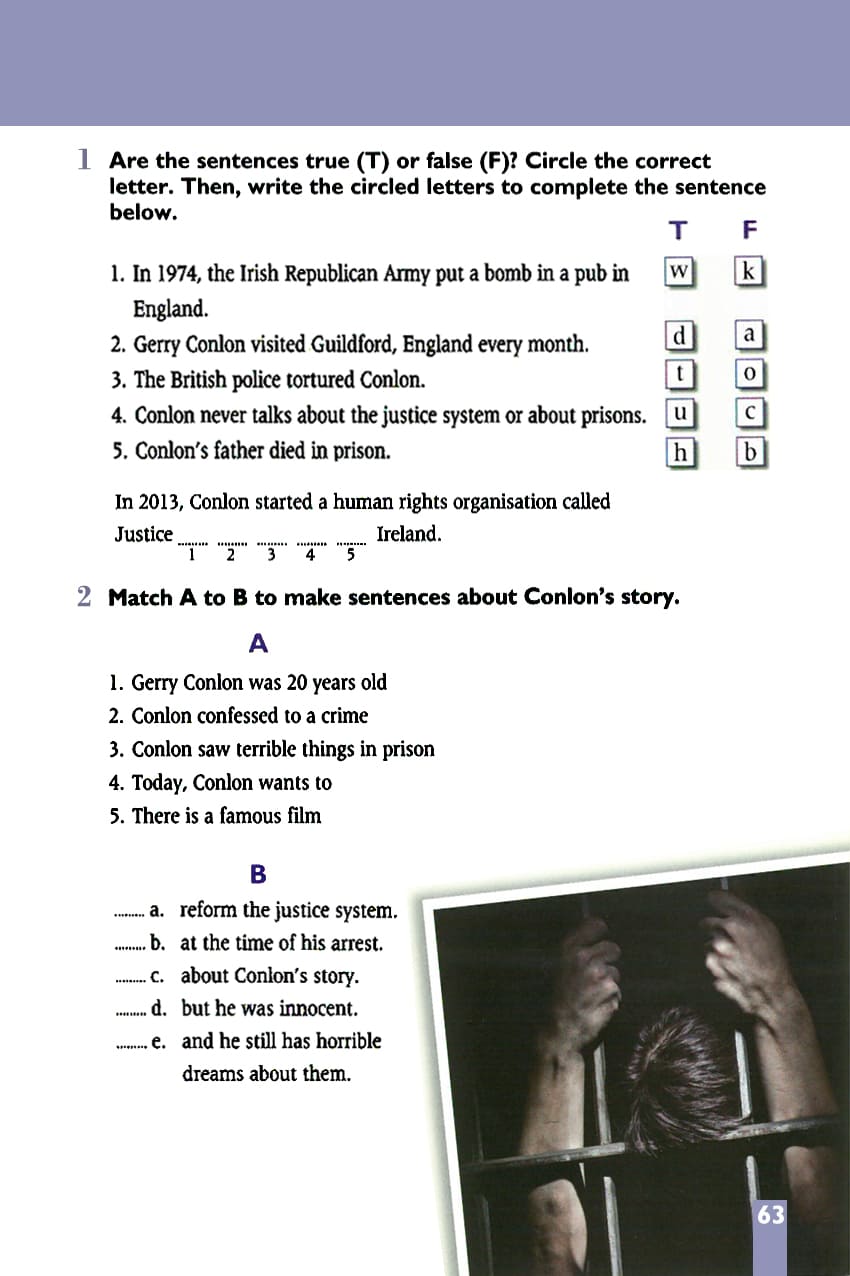 1 Are the sentences true (T) or false (F)? Circle the correct
letter. Then, write the circled letters to complete the sentence
below.
T F
1. In 1974, the Irish Republican Army put a bomb in a pub in w k
England.
2. Gerry Conlon visited Guildford, England every month. d a
3. The British police tortured Conlon. t o
4. Conlon never talks about the justice system or about prisons. u c
5. Conlon's father died in prison. h b
In 2013, Conlon started a human rights organisation called
Justice ......... ......... ......... ......... ......... Ireland.
1 2 3 4 5
2 Match A to B to make sentences about Conlon's story.
A
1. Gerry Conlon was 20 years old
2. Conlon confessed to a crime
3. Conlon saw terrible things in prison
4. Today, Conlon wants to
5. There is a famous film
B
......... a. reform the justice system.
......... b. at the time of his arrest.
......... c. about Conlon's story.
......... d. but he was innocent.
......... e. and he still has horrible
dreams about them.
63